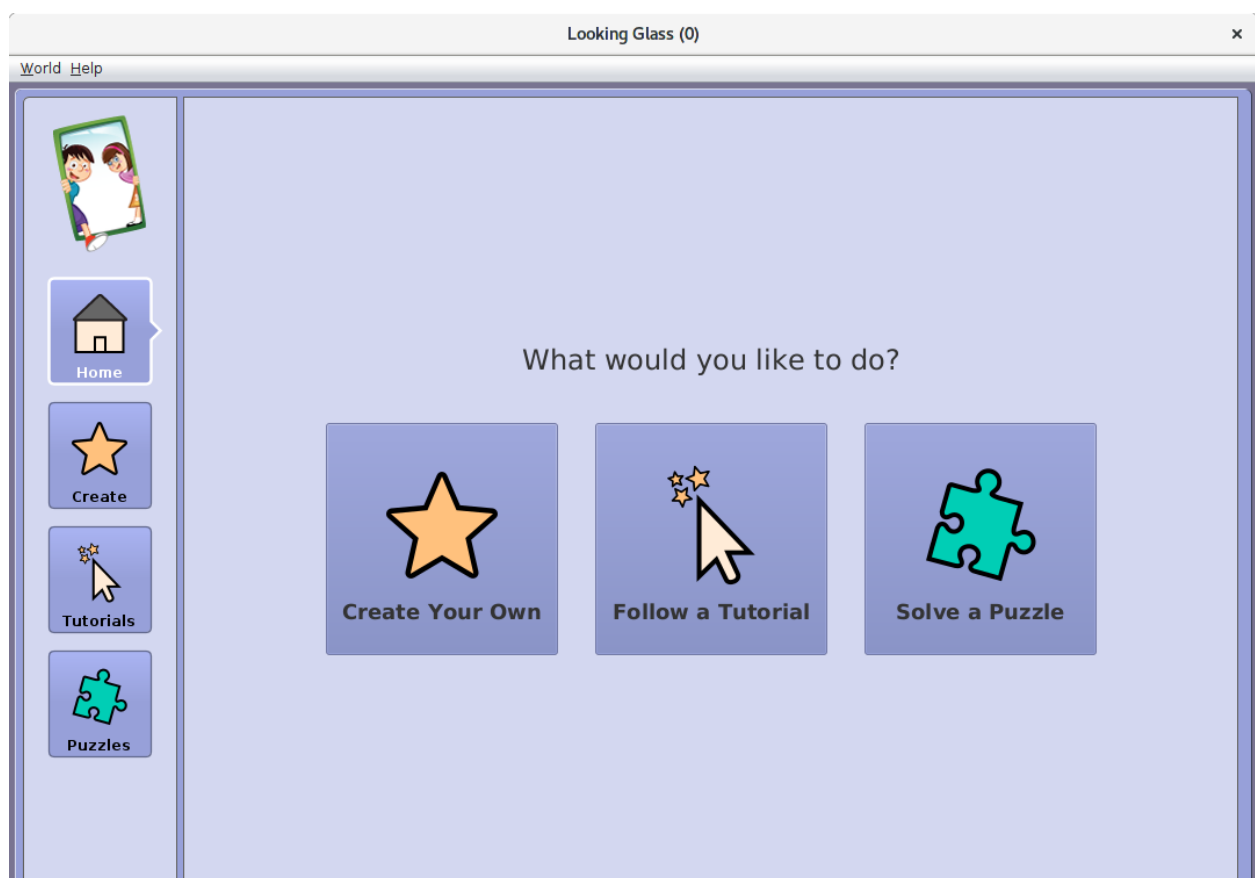 Looking Glass (0)
×
World Help
Home
Create
Tutorials
Puzzles
What would you like to do?
Create Your Own
Follow a Tutorial
Solve a Puzzle